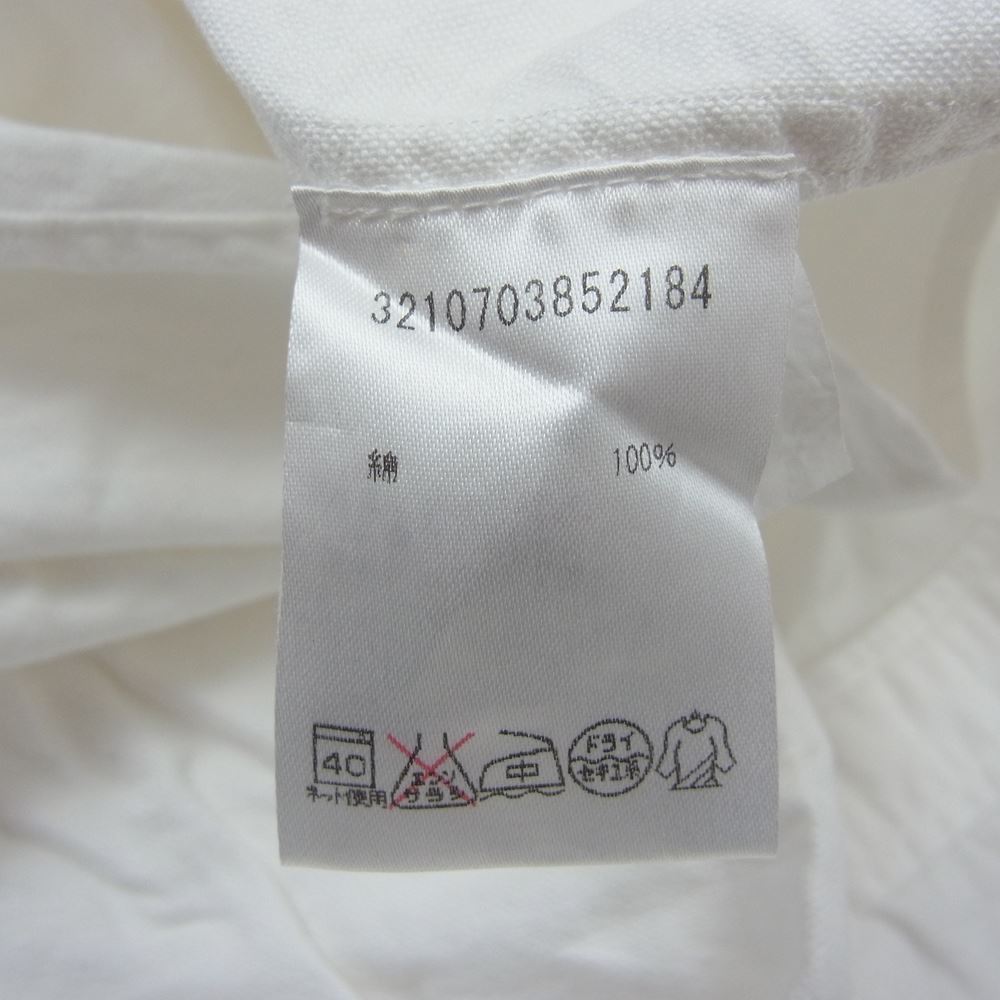 3210703852184
綿 100%
40 エンソ 中 ドライ
ネット使用 サラシ セキユ系